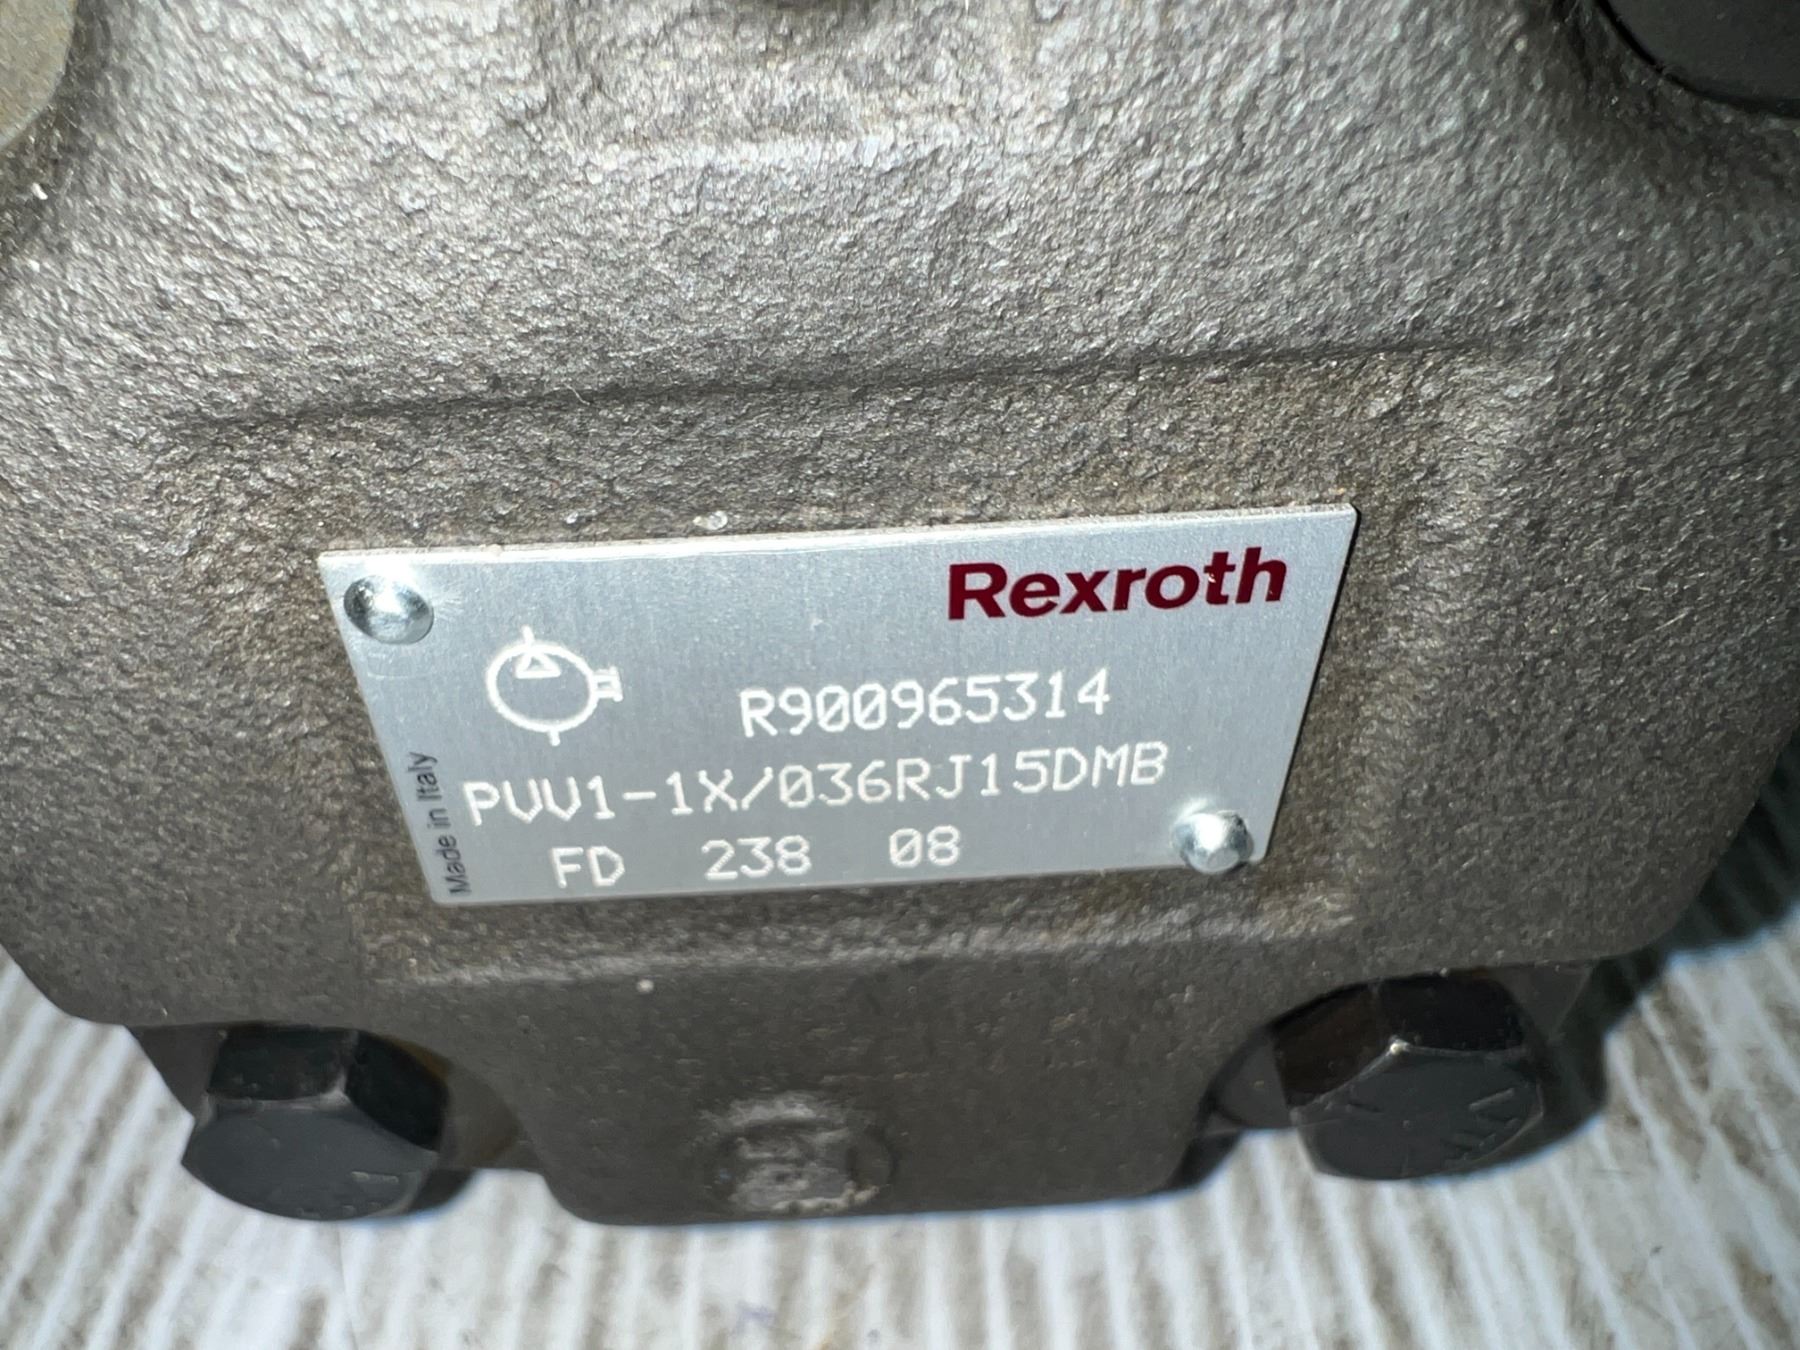 Rexroth
R900965314
PVV1-1X/036RJ15DMB
FD 238 08
Made in Italy